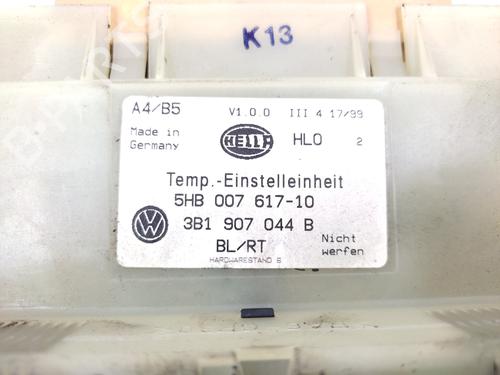 K13
A4/B5 V1.0.0 III 4 17/99
Made in Germany HELLA HLO 2
Temp.-Einstelleinheit
5HB 007 617-10
3B1 907 044 B
BL/RT Nicht werfen
HARDWARESTAND 6